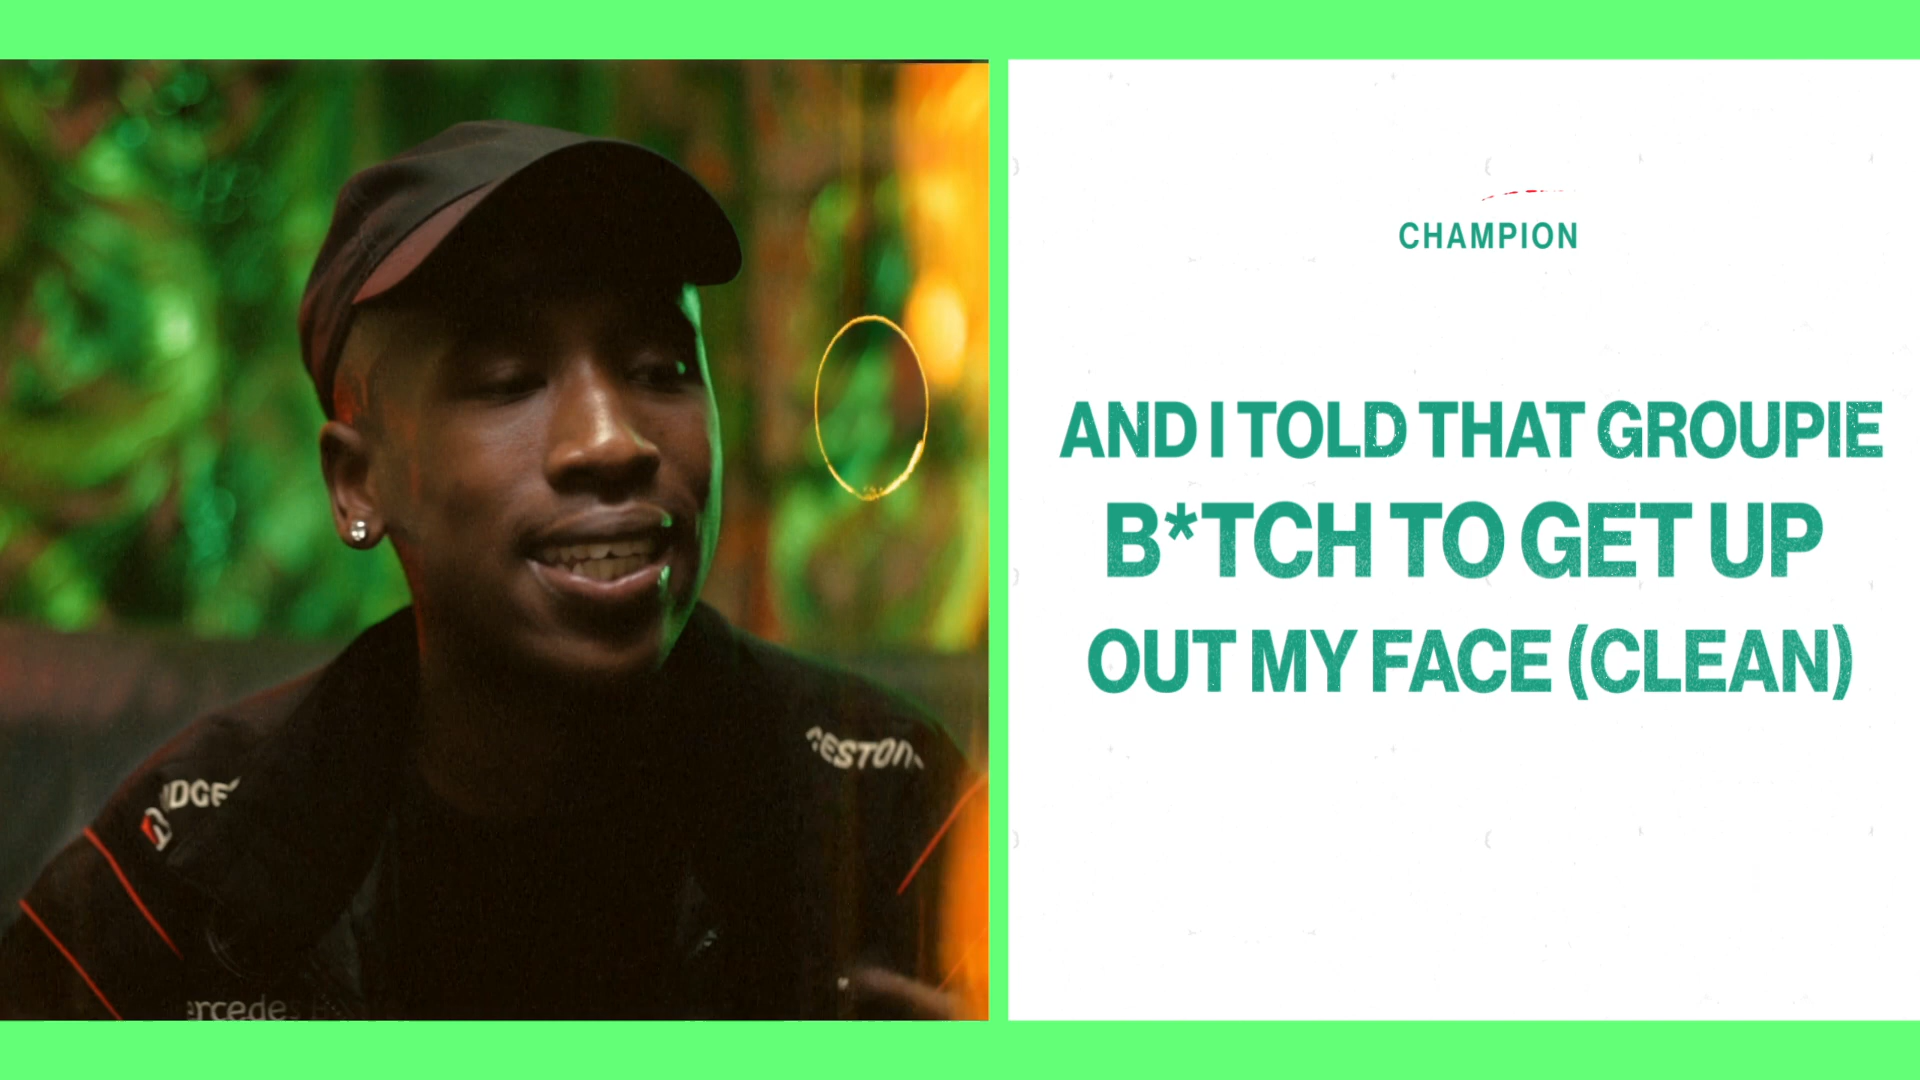 CHAMPION
AND I TOLD THAT GROUPIE
B*TCH TO GET UP
OUT MY FACE (CLEAN)